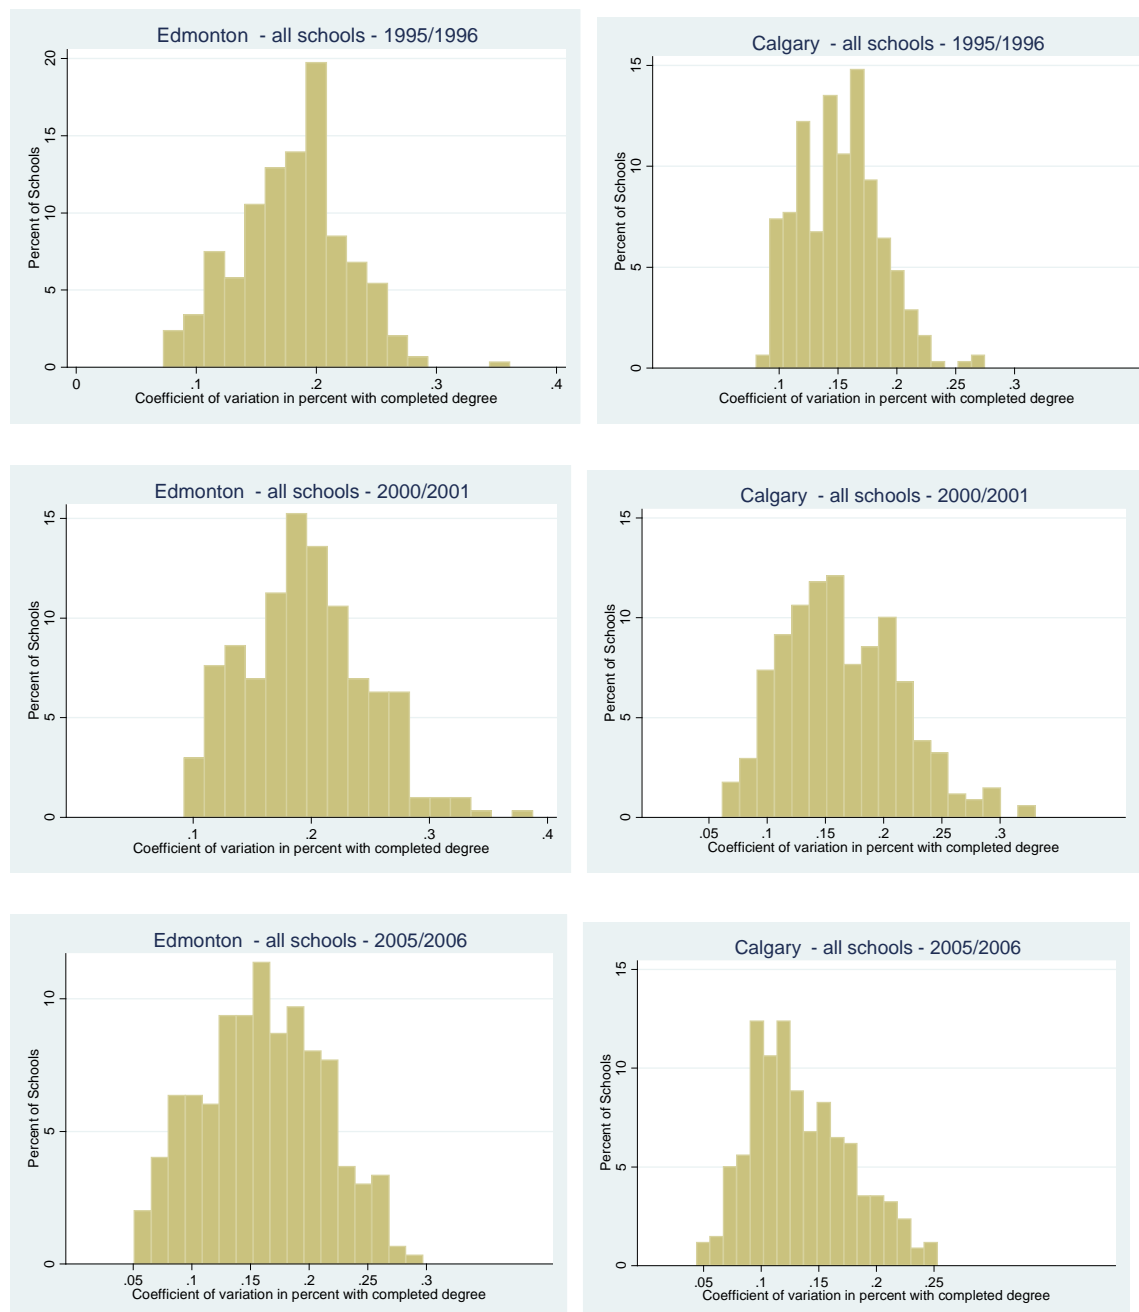 Edmonton - all schools - 1995/1996
Percent of Schools
20
15
10
5
0
0 .1 .2 .3 .4
Coefficient of variation in percent with completed degree
Calgary - all schools - 1995/1996
Percent of Schools
15
10
5
0
.1 .15 .2 .25 .3
Coefficient of variation in percent with completed degree
Edmonton - all schools - 2000/2001
Percent of Schools
15
10
5
0
.1 .2 .3 .4
Coefficient of variation in percent with completed degree
Calgary - all schools - 2000/2001
Percent of Schools
15
10
5
0
.05 .1 .15 .2 .25 .3
Coefficient of variation in percent with completed degree
Edmonton - all schools - 2005/2006
Percent of Schools
10
5
0
.05 .1 .15 .2 .25 .3
Coefficient of variation in percent with completed degree
Calgary - all schools - 2005/2006
Percent of Schools
15
10
5
0
.05 .1 .15 .2 .25
Coefficient of variation in percent with completed degree